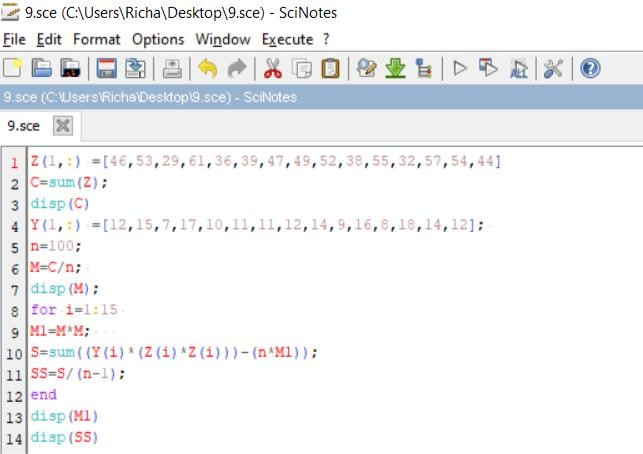 9.sce (C:\Users\Richa\Desktop\9.sce) - SciNotes
File Edit Format Options Window Execute ?
9.sce (C:\Users\Richa\Desktop\9.sce) - SciNotes
9.sce
1 Z(1,:) =[46,53,29,61,36,39,47,49,52,38,55,32,57,54,44]
2 C=sum(Z);
3 disp(C)
4 Y(1,:) =[12,15,7,17,10,11,11,12,14,9,16,8,18,14,12];
5 n=100;
6 M=C/n;
7 disp(M);
8 for i=1:15
9 M1=M*M;
10 S=sum((Y(i)*(Z(i)*Z(i)))-(n*M1));
11 SS=S/(n-1);
12 end
13 disp(M1)
14 disp(SS)